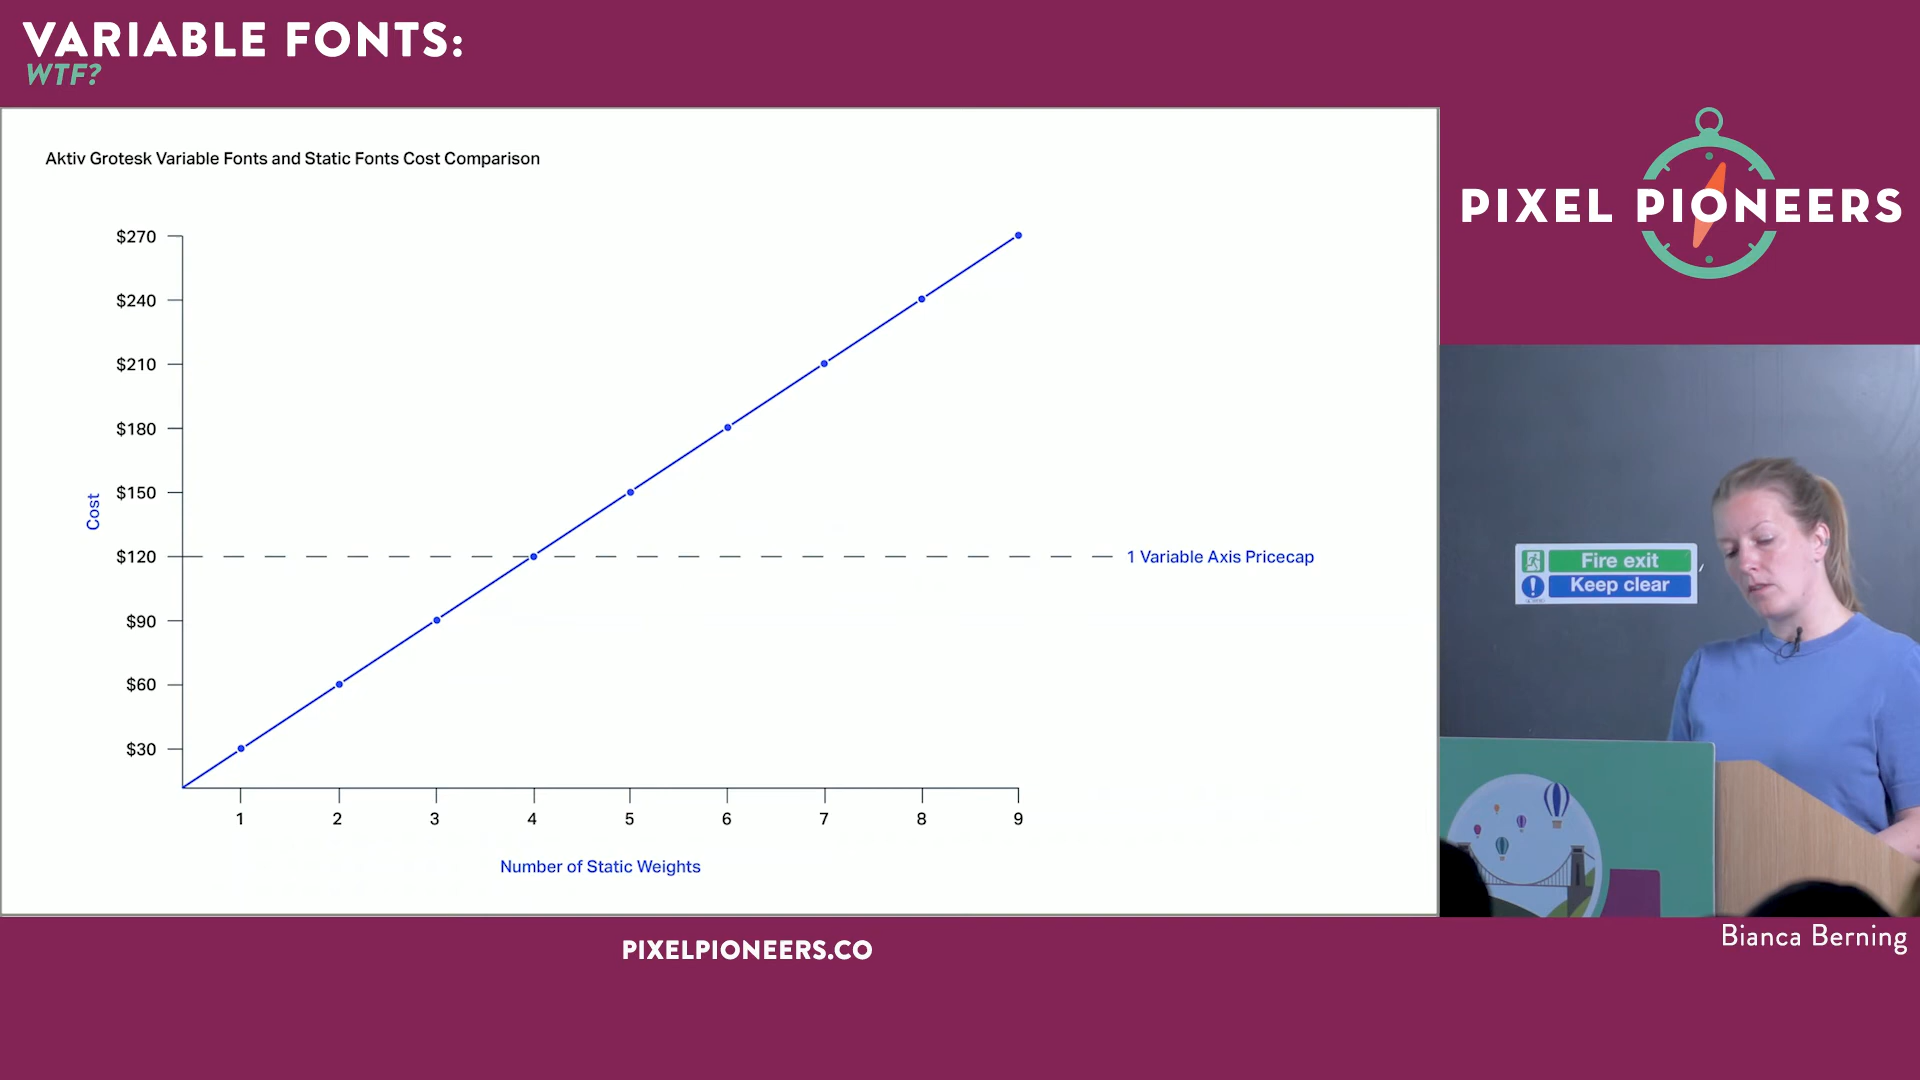 VARIABLE FONTS:
WTF?
Aktiv Grotesk Variable Fonts and Static Fonts Cost Comparison
$270
$240
$210
$180
$150
$120
$90
$60
$30
Cost
1 Variable Axis Pricecap
1 2 3 4 5 6 7 8 9
Number of Static Weights
PIXEL PIONEERS
Fire exit
Keep clear
Bianca Berning
PIXELPIONEERS.CO